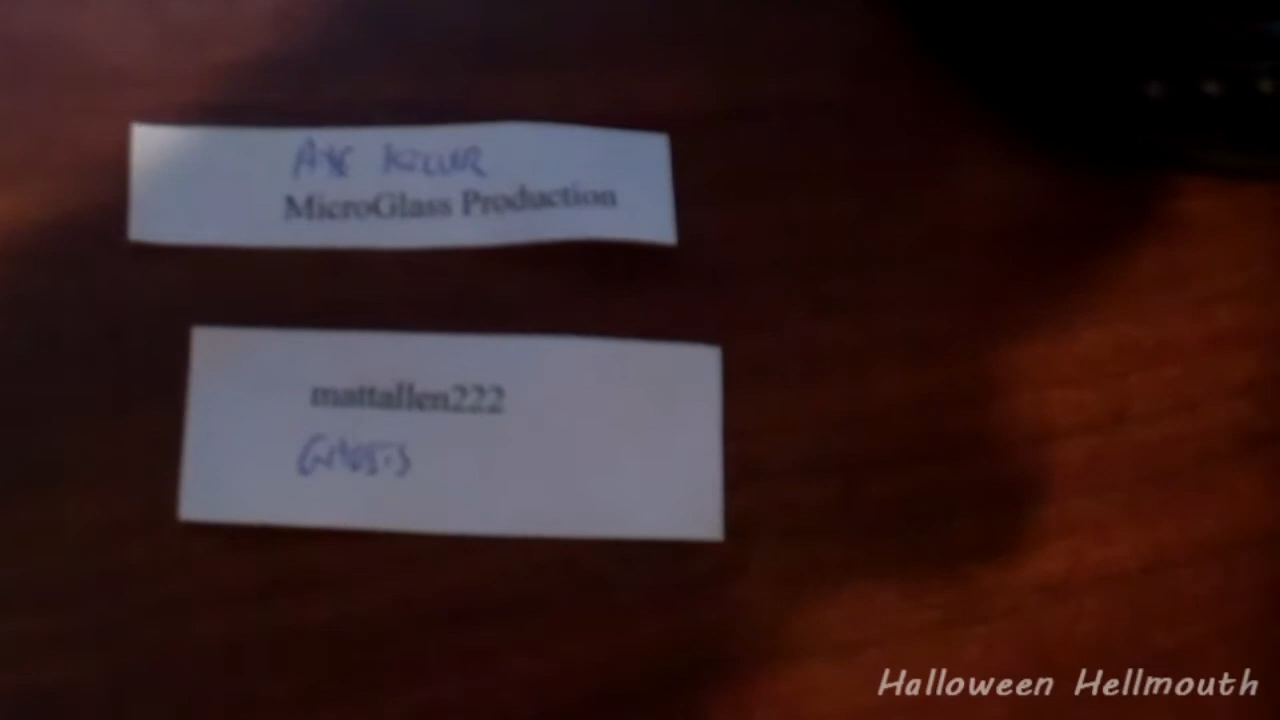 AXE KILLER
MicroGlass Production
mattallen222
GHOSTS
Halloween Hellmouth